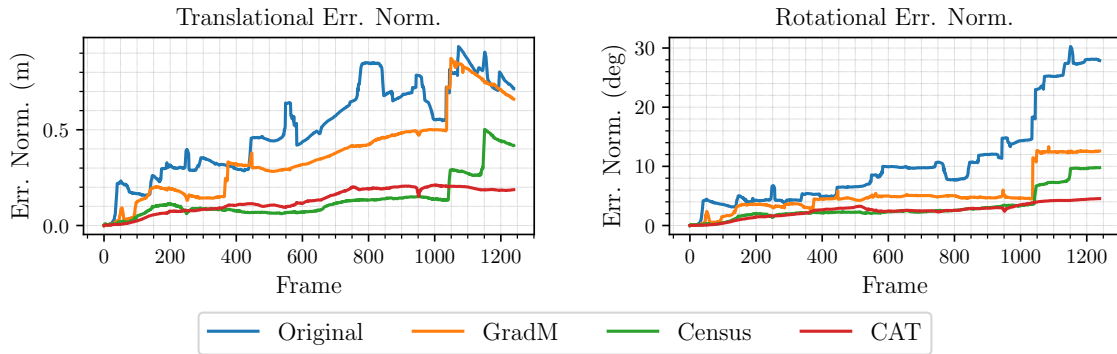 Translational Err. Norm.
Err. Norm. (m)
0.5
0.0
0 200 400 600 800 1000 1200
Frame
Rotational Err. Norm.
Err. Norm. (deg)
30
20
10
0
0 200 400 600 800 1000 1200
Frame
Original GradM Census CAT